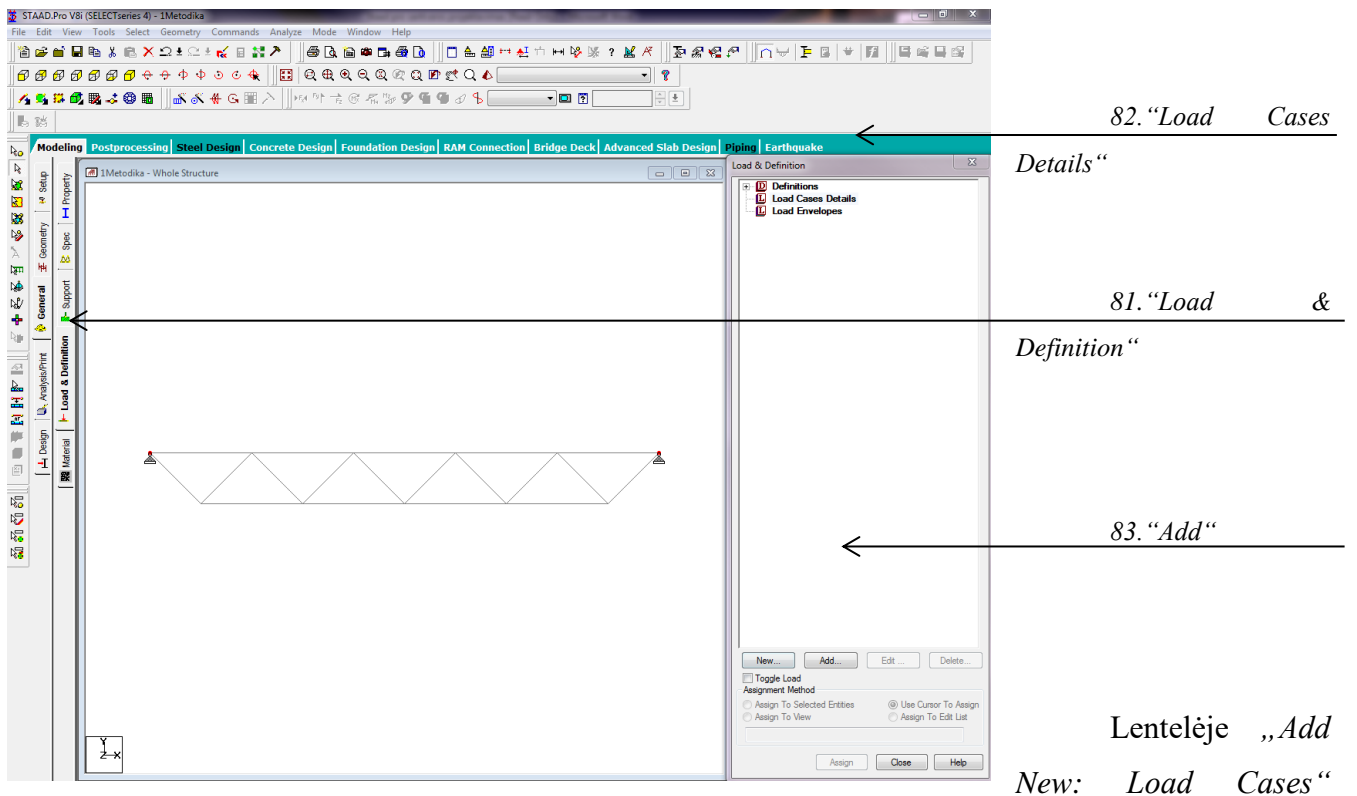 STAAD.Pro V8i (SELECTseries 4) - 1Metodika
File Edit View Tools Select Geometry Commands Analyze Mode Window Help
Modeling Postprocessing Steel Design Concrete Design Foundation Design RAM Connection Bridge Deck Advanced Slab Design Piping Earthquake
Setup
Geometry
General
Analysis/Print
Design
Property
Spec
Support
Load & Definition
Material
1Metodika - Whole Structure
Y
Z X
Load & Definition
Definitions
Load Cases Details
Load Envelopes
New... Add... Edit ... Delete...
Toggle Load
Assignment Method
Assign To Selected Entities Use Cursor To Assign
Assign To View Assign To Edit List
Assign Close Help
82.“Load Cases
Details“
81.“Load &
Definition“
83.“Add“
Lentelėje „Add
New: Load Cases“